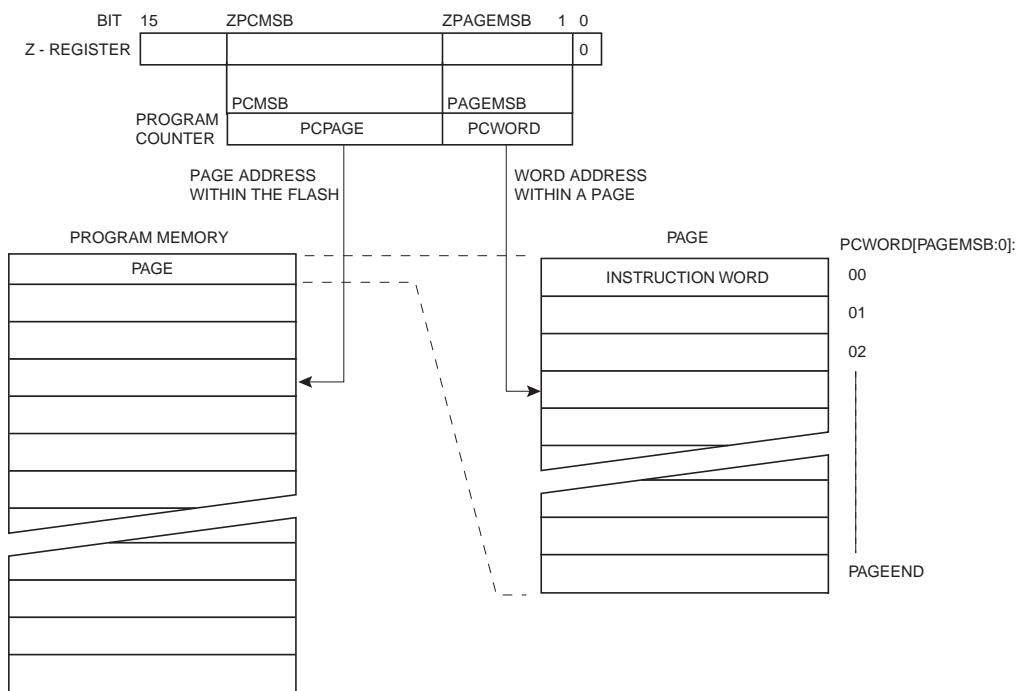 BIT 15 ZPCMSB ZPAGEMSB 1 0
Z - REGISTER 0
PCMSB PAGEMSB
PROGRAM
COUNTER
PCPAGE PCWORD
PAGE ADDRESS
WITHIN THE FLASH
WORD ADDRESS
WITHIN A PAGE
PROGRAM MEMORY
PAGE
PAGE
PCWORD[PAGEMSB:0]:
INSTRUCTION WORD 00
01
02
PAGEEND